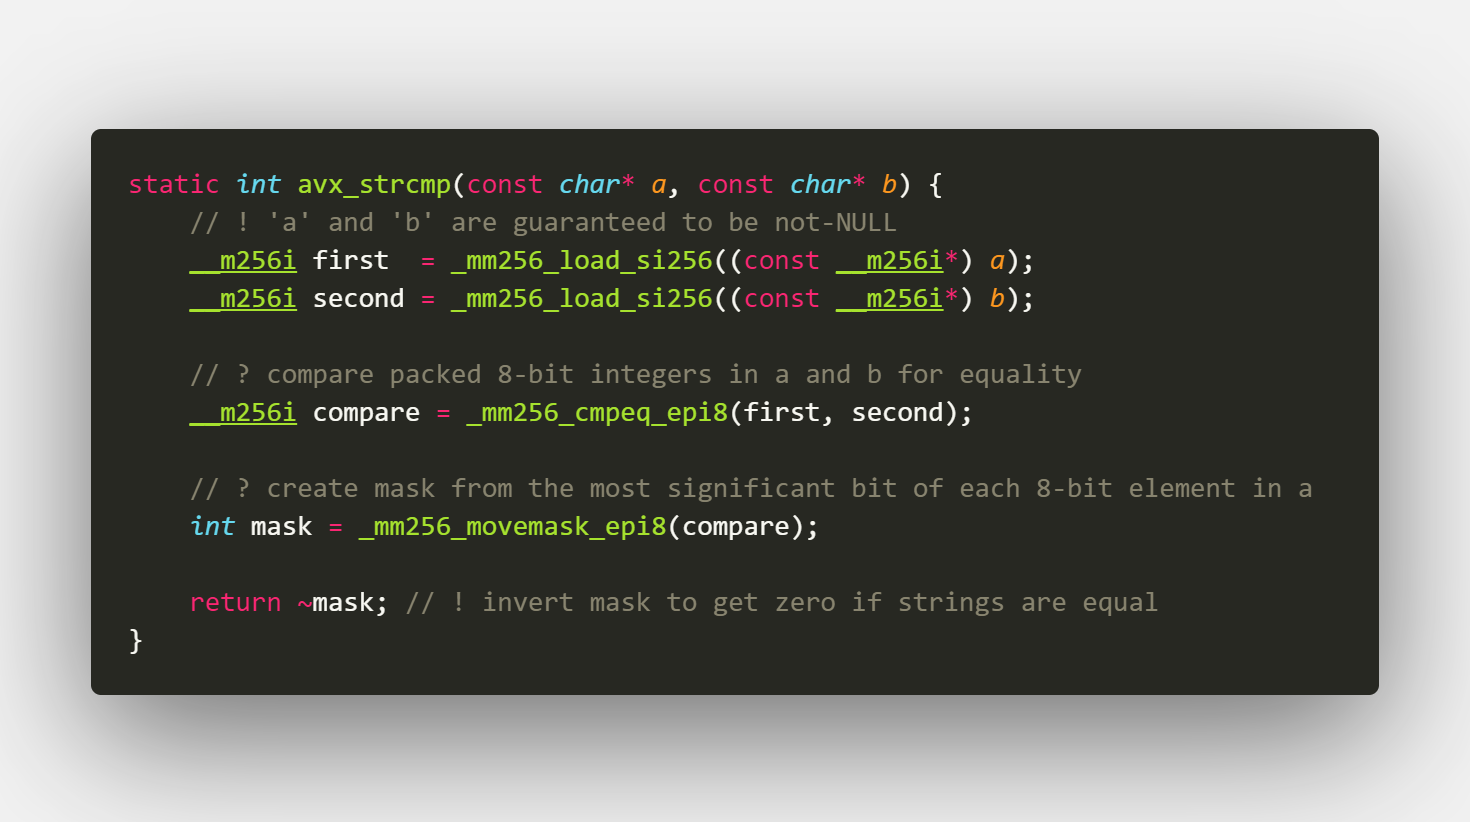 static int avx_strcmp(const char* a, const char* b) {
    // ! 'a' and 'b' are guaranteed to be not-NULL
    __m256i first  = _mm256_load_si256((const __m256i*) a);
    __m256i second = _mm256_load_si256((const __m256i*) b);

    // ? compare packed 8-bit integers in a and b for equality
    __m256i compare = _mm256_cmpeq_epi8(first, second);

    // ? create mask from the most significant bit of each 8-bit element in a
    int mask = _mm256_movemask_epi8(compare);

    return ~mask; // ! invert mask to get zero if strings are equal
}